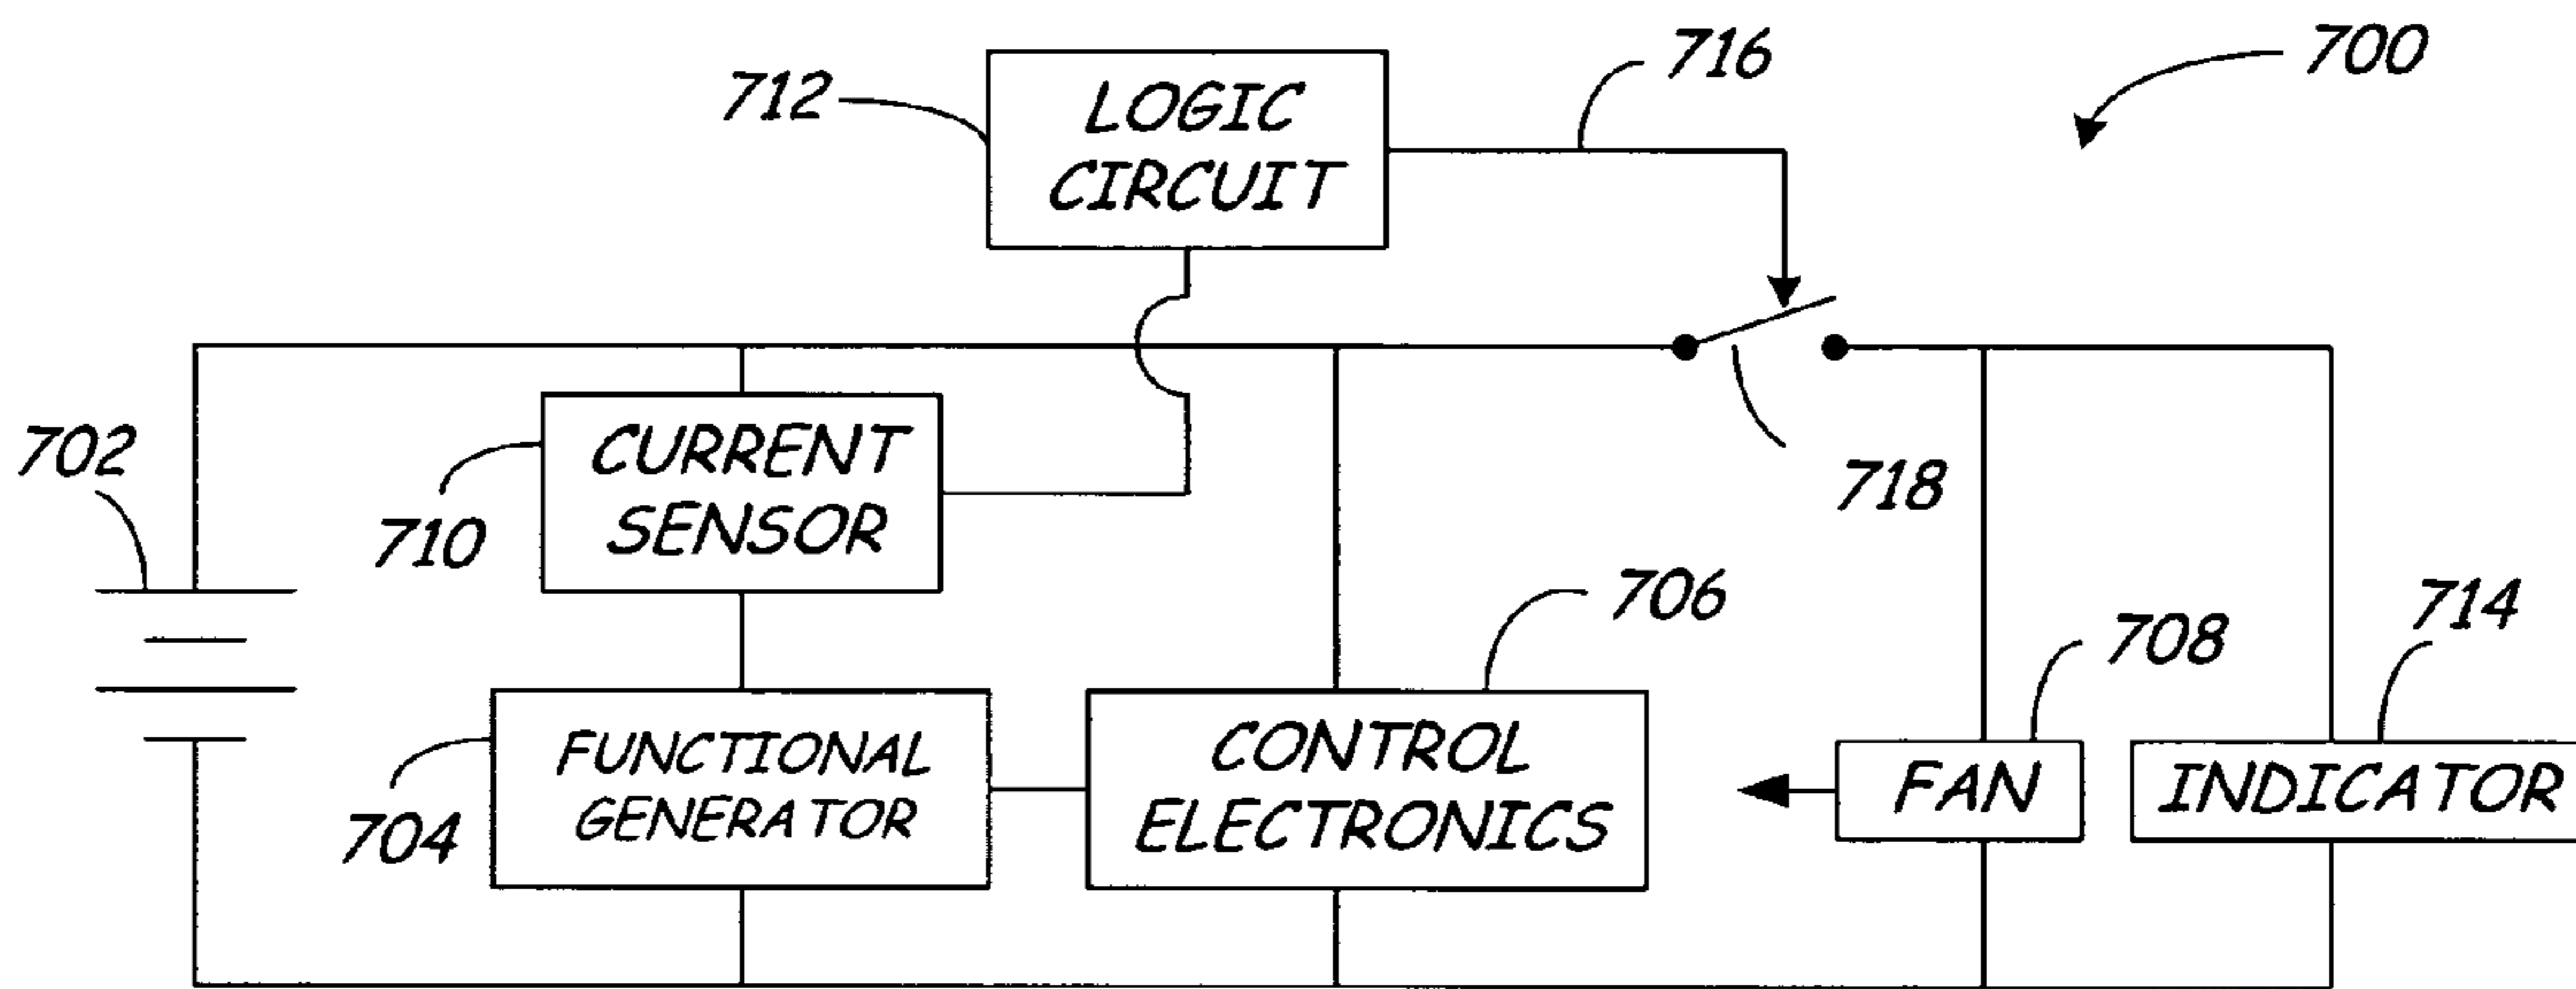 700
716
712
LOGIC
CIRCUIT
702
710
CURRENT
SENSOR
718
706
714
708
704
FUNCTIONAL
GENERATOR
CONTROL
ELECTRONICS
FAN
INDICATOR